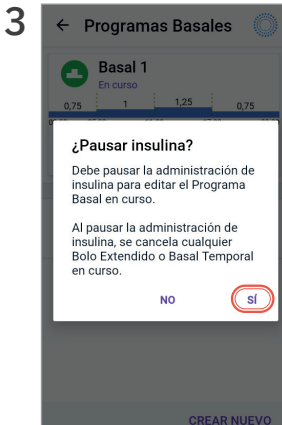 3
Programas Basales
Basal 1
En curso
0,75 1 1,25 0,75
¿Pausar insulina?
Debe pausar la administración de
insulina para editar el Programa
Basal en curso.
Al pausar la administración de
insulina, se cancela cualquier
Bolo Extendido o Basal Temporal
en curso.
NO SÍ
CREAR NUEVO